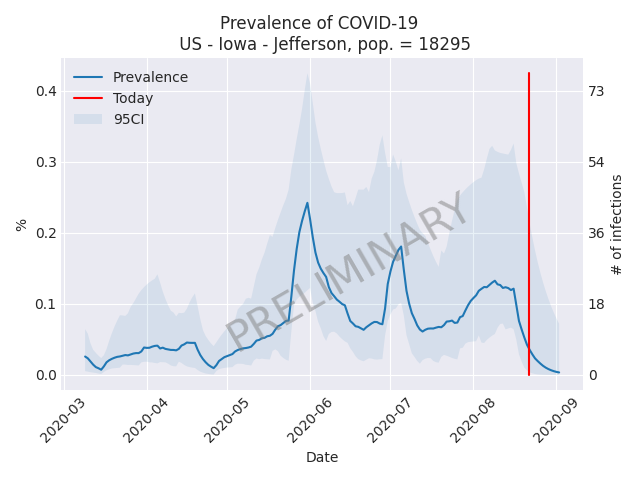 Prevalence of COVID-19
US - Iowa - Jefferson, pop. = 18295
Prevalence
Today
95CI
PRELIMINARY
0.4
0.3
0.2
0.1
0.0
%
73
54
36
18
0
# of infections
2020-03
2020-04
2020-05
2020-06
2020-07
2020-08
2020-09
Date